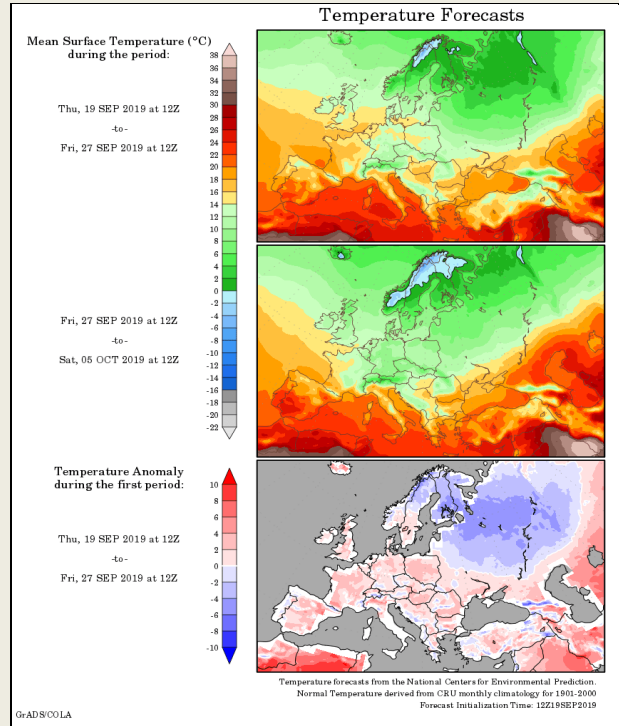 Temperature Forecasts
Mean Surface Temperature (°C)
during the period:
Thu, 19 SEP 2019 at 12Z
-to-
Fri, 27 SEP 2019 at 12Z
38
36
34
32
30
28
26
24
22
20
18
16
14
12
10
8
6
4
2
0
-2
-4
-6
-8
-10
-12
-14
-16
-18
-20
-22
Fri, 27 SEP 2019 at 12Z
-to-
Sat, 05 OCT 2019 at 12Z
Temperature Anomaly
during the first period:
Thu, 19 SEP 2019 at 12Z
-to-
Fri, 27 SEP 2019 at 12Z
10
8
6
4
2
0
-2
-4
-6
-8
-10
Temperature forecasts from the National Centers for Environmental Prediction.
Normal Temperature derived from CRU monthly climatology for 1901-2000
Forecast Initialization Time: 12Z19SEP2019
GrADS/COLA